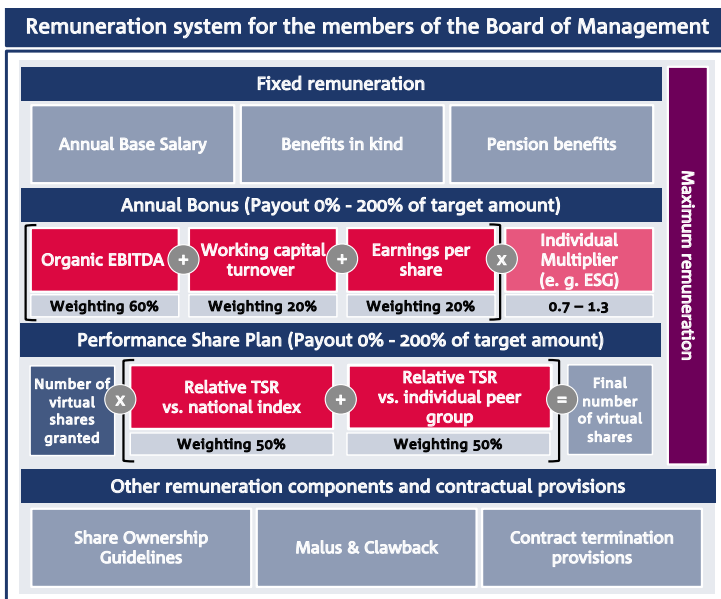 Remuneration system for the members of the Board of Management
Fixed remuneration
Annual Base Salary
Benefits in kind
Pension benefits
Annual Bonus (Payout 0% - 200% of target amount)
Organic EBITDA
+
Working capital
turnover
+
Earnings per
share
x
Individual
Multiplier
(e. g. ESG)
Weighting 60%
Weighting 20%
Weighting 20%
0.7 – 1.3
Performance Share Plan (Payout 0% - 200% of target amount)
Number of
virtual
shares
granted
x
Relative TSR
vs. national index
+
Relative TSR
vs. individual peer
group
=
Final
number
of virtual
shares
Weighting 50%
Weighting 50%
Maximum remuneration
Other remuneration components and contractual provisions
Share Ownership
Guidelines
Malus & Clawback
Contract termination
provisions